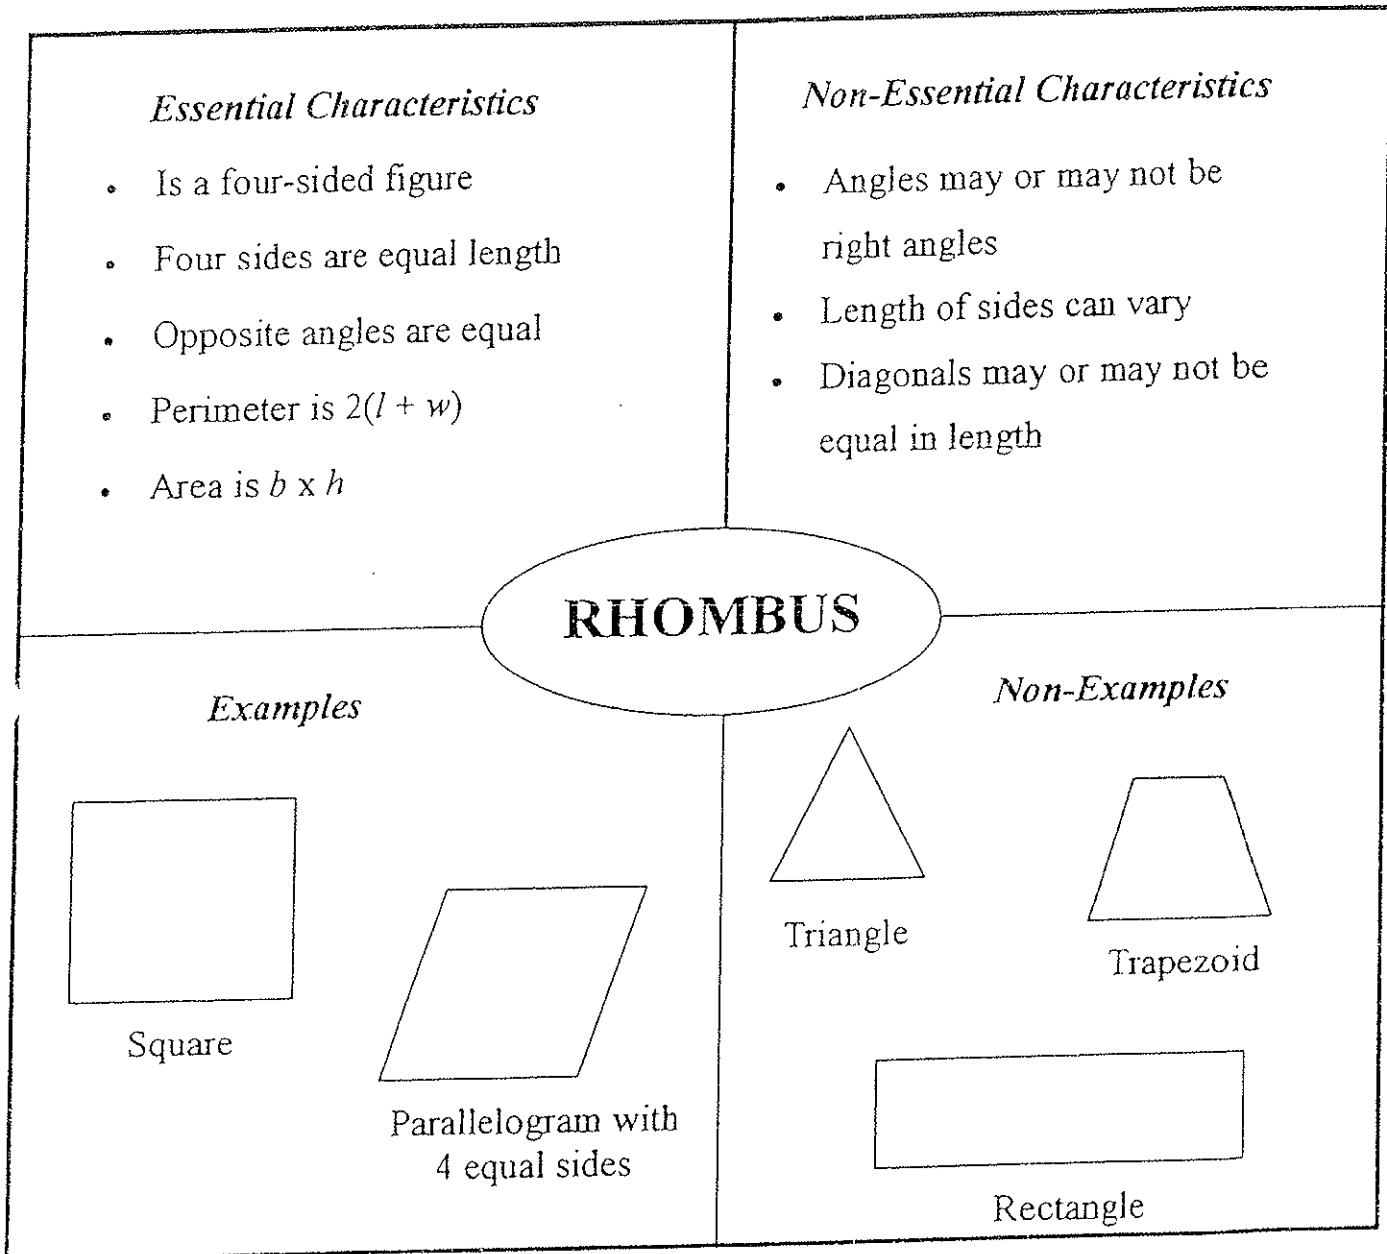 Essential Characteristics
• Is a four-sided figure
• Four sides are equal length
• Opposite angles are equal
• Perimeter is 2(l + w)
• Area is b x h
Non-Essential Characteristics
• Angles may or may not be
right angles
• Length of sides can vary
• Diagonals may or may not be
equal in length
RHOMBUS
Examples
Square
Parallelogram with
4 equal sides
Non-Examples
Triangle
Trapezoid
Rectangle